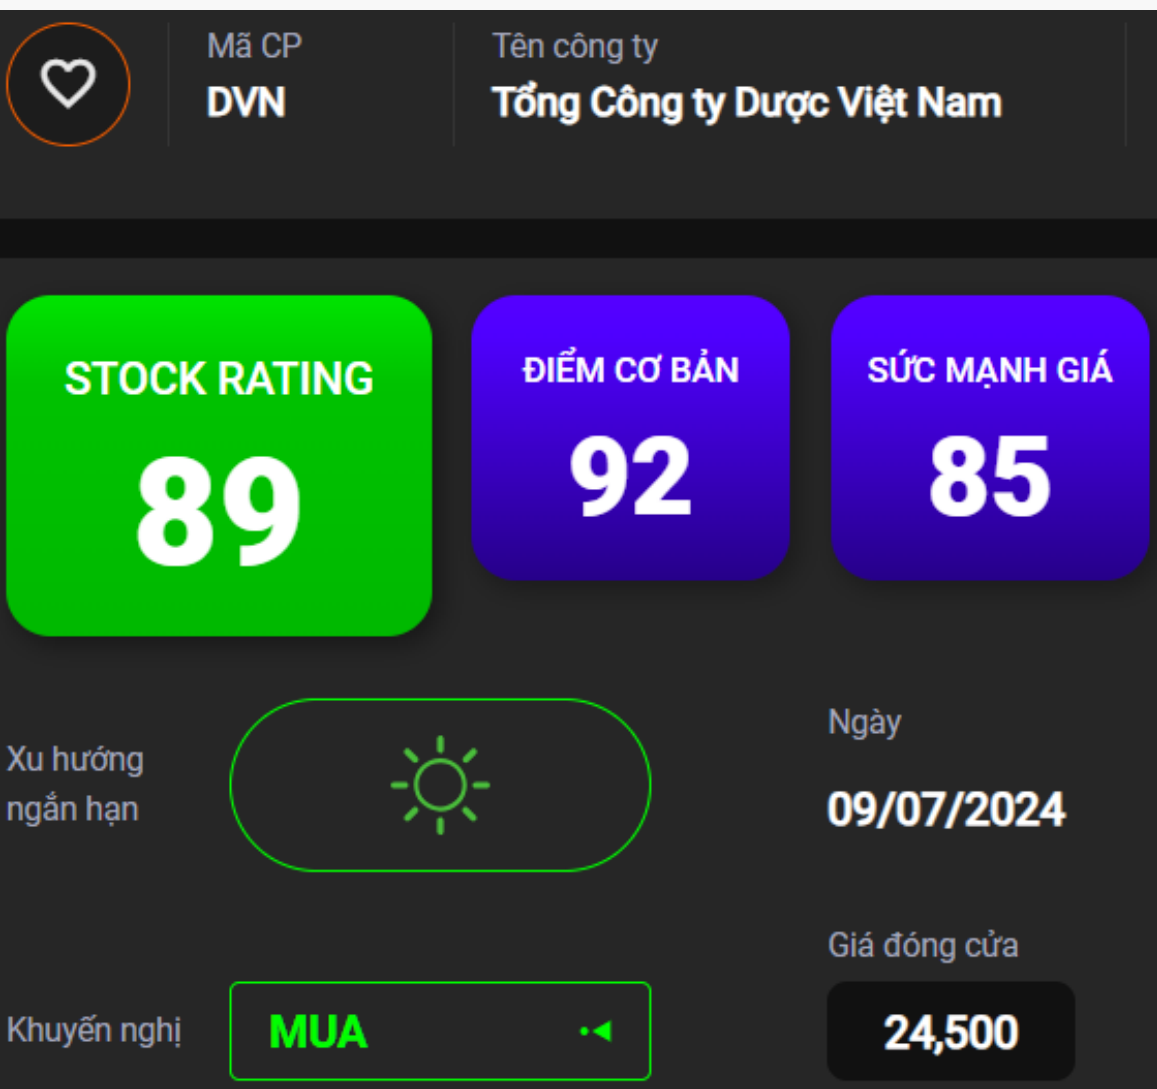 Mã CP
DVN
Tên công ty
Tổng Công ty Dược Việt Nam
STOCK RATING
89
ĐIỂM CƠ BẢN
92
SỨC MẠNH GIÁ
85
Xu hướng
ngắn hạn
Ngày
09/07/2024
Khuyến nghị
MUA
Giá đóng cửa
24,500